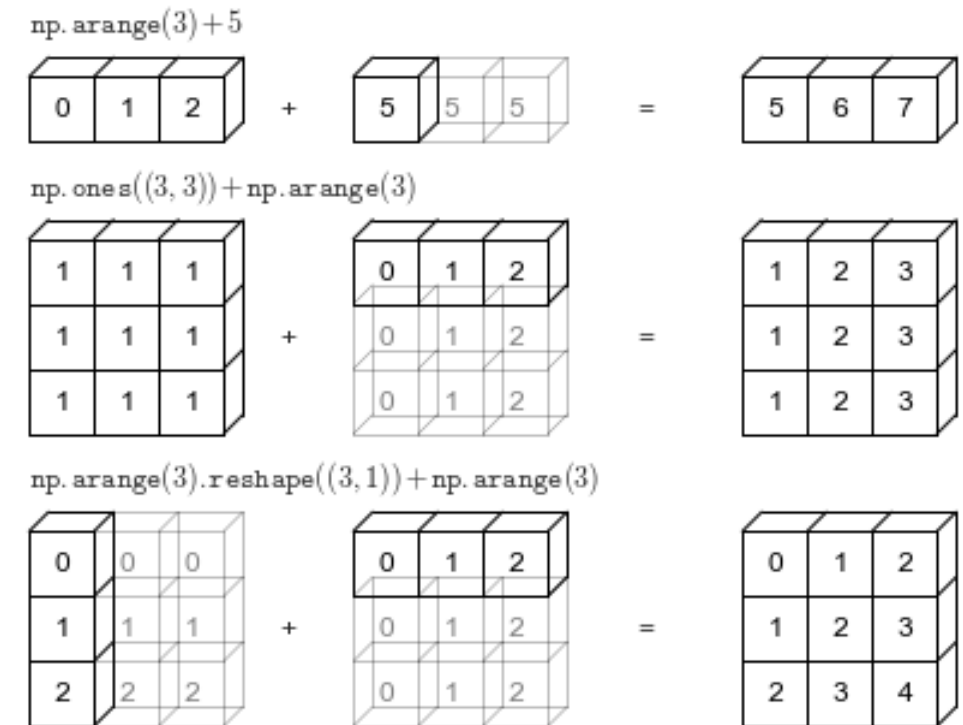 np.arange(3)+5
0 1 2 + 5 5 5 = 5 6 7
np.ones((3, 3))+np.arange(3)
1 1 1 0 1 2 1 2 3
1 1 1 + 0 1 2 = 1 2 3
1 1 1 0 1 2 1 2 3
np.arange(3).reshape((3, 1))+np.arange(3)
0 0 0 0 1 2 0 1 2
1 1 1 + 0 1 2 = 1 2 3
2 2 2 0 1 2 2 3 4